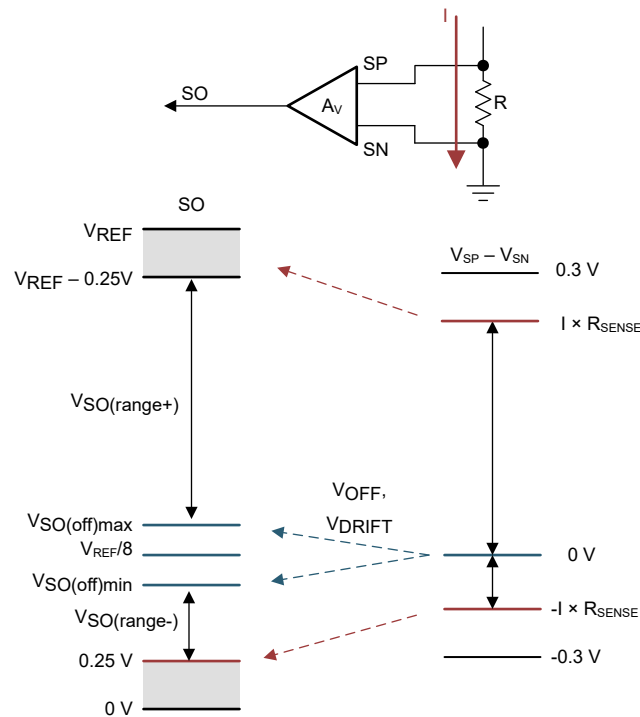 I
SP
SO
AV
R
SN
SO
VREF
VSP – VSN
0.3 V
VREF – 0.25V
I × RSENSE
VSO(range+)
VOFF,
VDRIFT
VSO(off)max
VREF/8
0 V
VSO(off)min
VSO(range-)
-I × RSENSE
0.25 V
-0.3 V
0 V